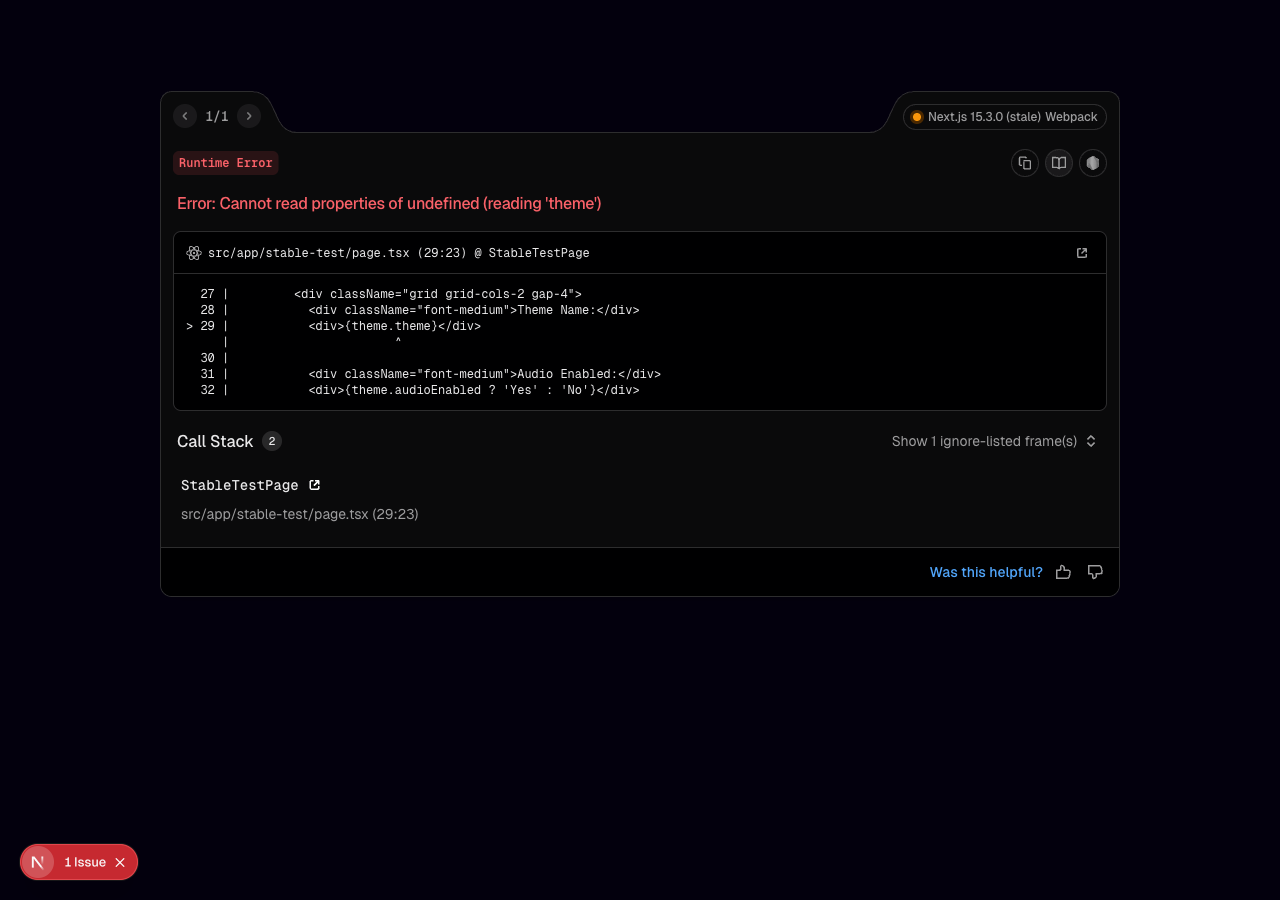 1/1
Next.js 15.3.0 (stale) Webpack
Runtime Error
Error: Cannot read properties of undefined (reading 'theme')
src/app/stable-test/page.tsx (29:23) @ StableTestPage
  27 |         <div className="grid grid-cols-2 gap-4">
  28 |           <div className="font-medium">Theme Name:</div>
> 29 |           <div>{theme.theme}</div>
     |                       ^
  30 |
  31 |           <div className="font-medium">Audio Enabled:</div>
  32 |           <div>{theme.audioEnabled ? 'Yes' : 'No'}</div>
Call Stack 2
Show 1 ignore-listed frame(s)
StableTestPage
src/app/stable-test/page.tsx (29:23)
Was this helpful?
N 1 Issue